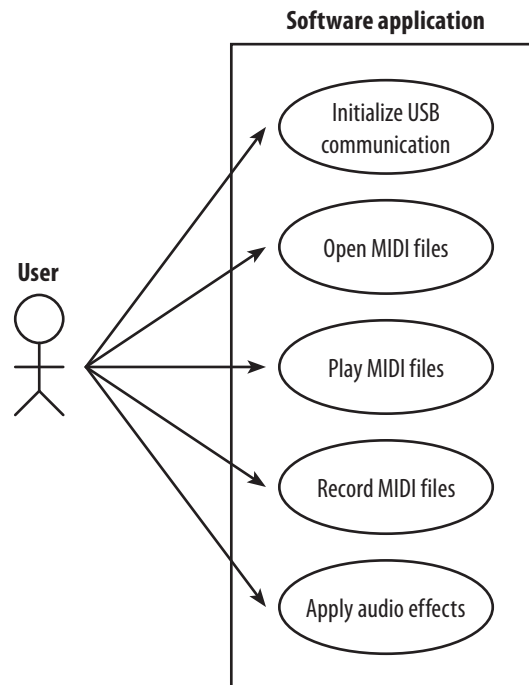 Software application
Initialize USB
communication
Open MIDI files
User
Play MIDI files
Record MIDI files
Apply audio effects